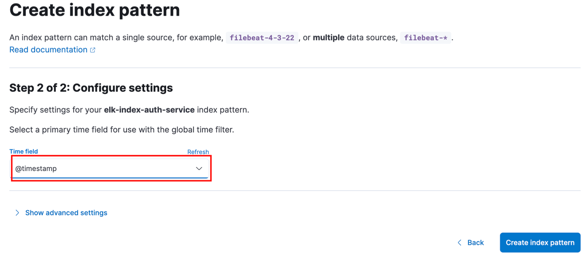 Create index pattern
An index pattern can match a single source, for example, filebeat-4-3-22 , or multiple data sources, filebeat-* .
Read documentation
Step 2 of 2: Configure settings
Specify settings for your elk-index-auth-service index pattern.
Select a primary time field for use with the global time filter.
Time field Refresh
@timestamp
Show advanced settings
Back Create index pattern